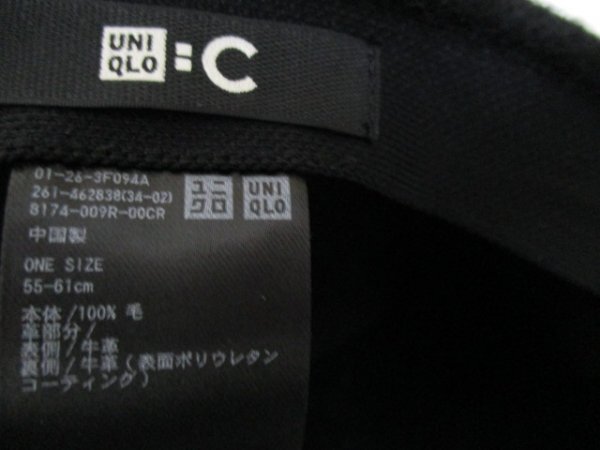 UNI
QLO : C
01-26-3F094A
261-462838(34-02)
8174-009R-00CR
ユニ
クロ
UNI
QLO
中国製
ONE SIZE
55-61cm
本体/100% 毛
革部分/
表側/牛革
裏側/牛革(表面ポリウレタン
コーティング)